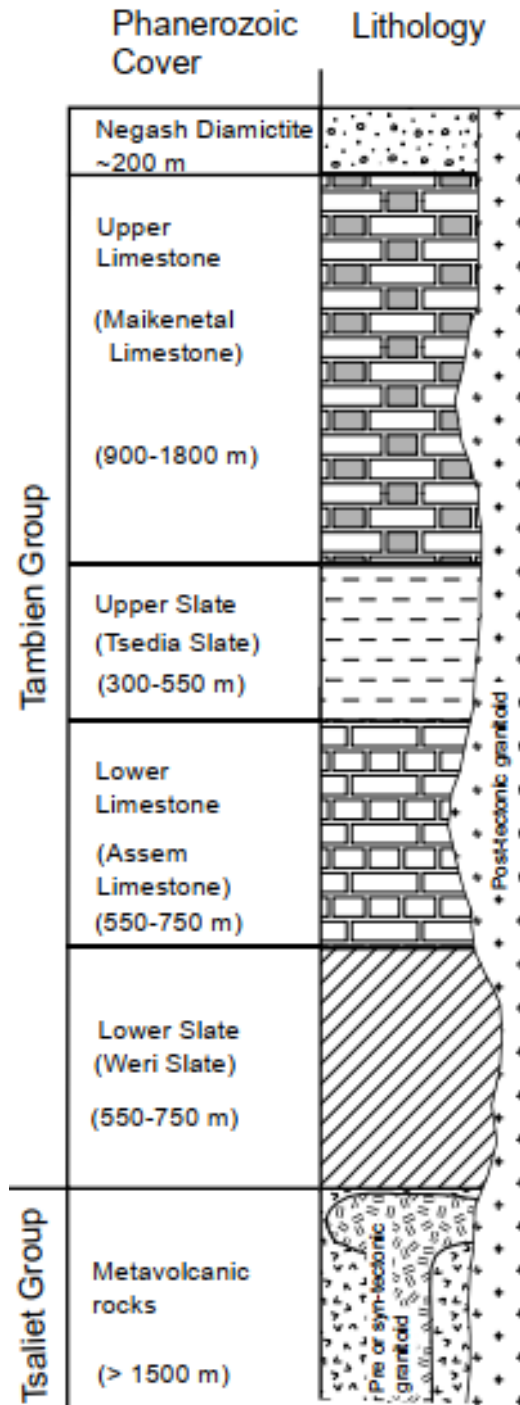 Phanerozoic
Cover
Lithology
Negash Diamictite
~200 m
Upper
Limestone
(Maikenetal
Limestone)
(900-1800 m)
Upper Slate
(Tsedia Slate)
(300-550 m)
Lower
Limestone
(Assem
Limestone)
(550-750 m)
Lower Slate
(Weri Slate)
(550-750 m)
Metavolcanic
rocks
(> 1500 m)
Tambien Group
Tsaliet Group
Pre or syn-tectonic
granitoid
Post-tectonic granitoid